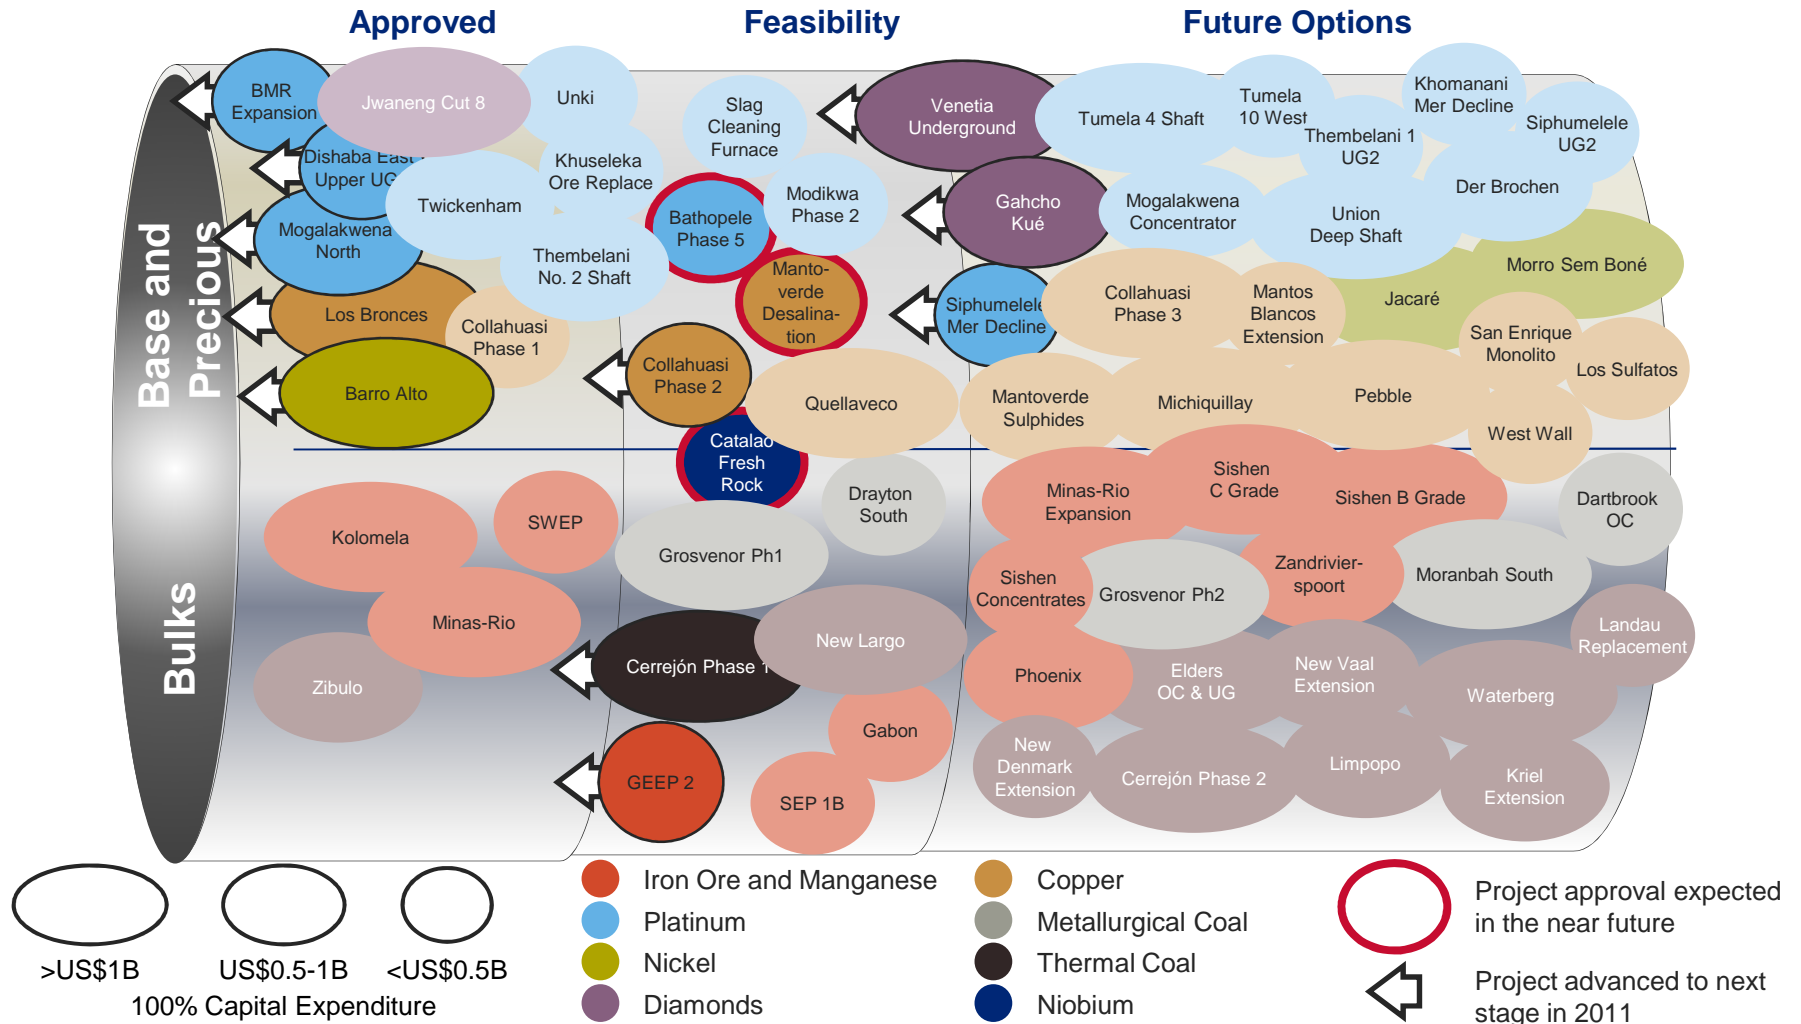 Approved
Feasibility
Future Options
Base and
Precious
Bulks
BMR
Expansion
Jwaneng Cut 8
Unki
Dishaba East
Upper UG
Khuseleka
Ore Replace
Twickenham
Mogalakwena
North
Thembelani
No. 2 Shaft
Los Bronces
Collahuasi
Phase 1
Barro Alto
Kolomela
SWEP
Minas-Rio
Zibulo
Slag
Cleaning
Furnace
Modikwa
Phase 2
Bathopele
Phase 5
Manto-
verde
Desalina-
tion
Collahuasi
Phase 2
Quellaveco
Catalao
Fresh
Rock
Drayton
South
Grosvenor Ph1
New Largo
Cerrejón Phase 1
Gabon
GEEP 2
SEP 1B
Venetia
Underground
Tumela 4 Shaft
Tumela
10 West
Khomanani
Mer Decline
Thembelani 1
UG2
Siphumelele
UG2
Gahcho
Kué
Mogalakwena
Concentrator
Union
Deep Shaft
Der Brochen
Morro Sem Boné
Siphumelele
Mer Decline
Collahuasi
Phase 3
Mantos
Blancos
Extension
Jacaré
San Enrique
Monolito
Los Sulfatos
Mantoverde
Sulphides
Michiquillay
Pebble
West Wall
Minas-Rio
Expansion
Sishen
C Grade
Sishen B Grade
Dartbrook
OC
Sishen
Concentrates
Grosvenor Ph2
Zandrivier-
spoort
Moranbah South
Landau
Replacement
Phoenix
Elders
OC & UG
New Vaal
Extension
Waterberg
New
Denmark
Extension
Cerrejón Phase 2
Limpopo
Kriel
Extension
>US$1B
US$0.5-1B
<US$0.5B
100% Capital Expenditure
Iron Ore and Manganese
Platinum
Nickel
Diamonds
Copper
Metallurgical Coal
Thermal Coal
Niobium
Project approval expected
in the near future
Project advanced to next
stage in 2011